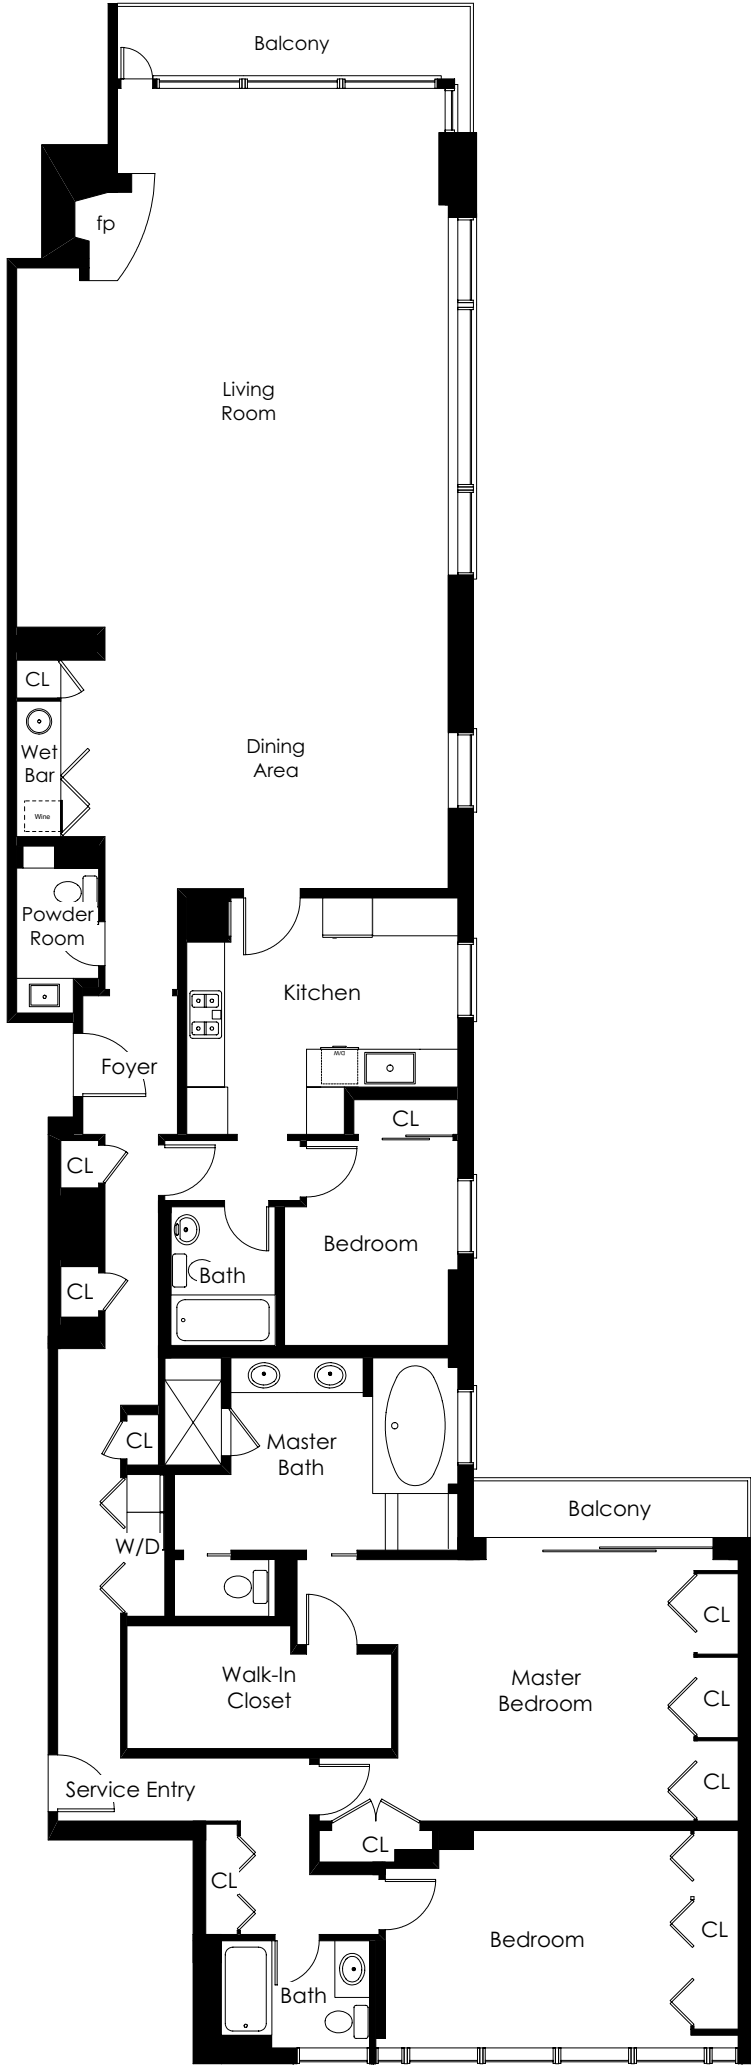 Balcony
fp
Living
Room
CL
Wet
Bar
Wine
Dining
Area
Powder
Room
Kitchen
Foyer
W/D
CL
CL
Bedroom
Bath
CL
CL
Master
Bath
W/D
Balcony
CL
Walk-In
Closet
Master
Bedroom
CL
CL
Service Entry
CL
CL
CL
Bedroom
Bath